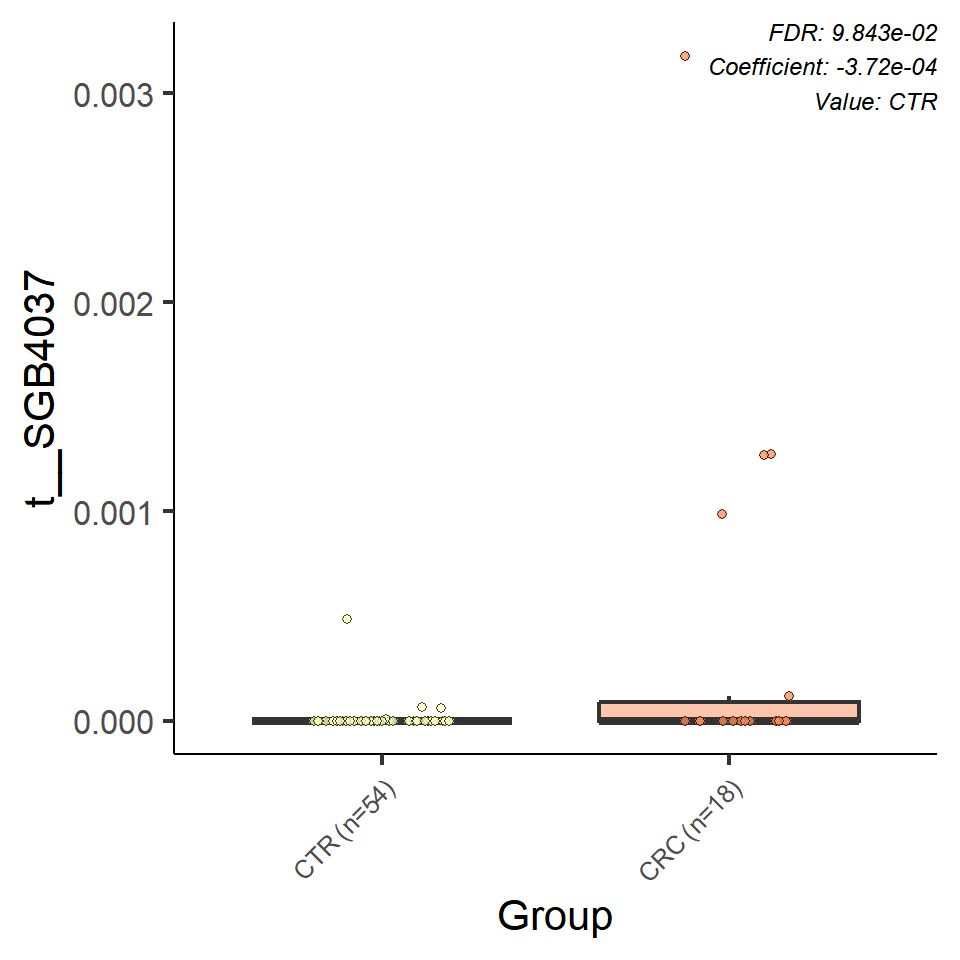 FDR: 9.843e-02
Coefficient: -3.72e-04
Value: CTR
0.003
0.002
0.001
0.000
t__SGB4037
CTR (n=54)
CRC (n=18)
Group